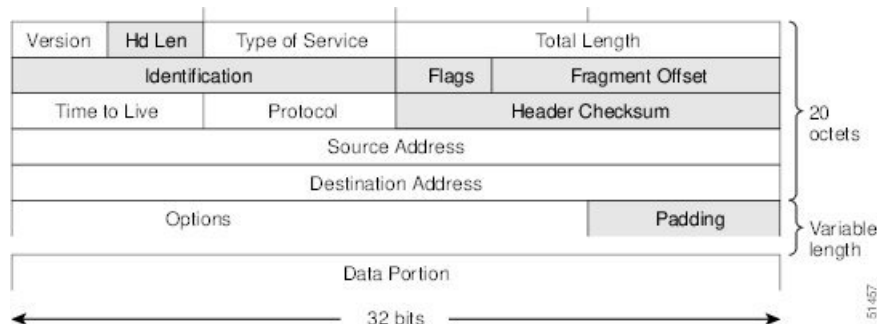 Version Hd Len Type of Service Total Length
Identification Flags Fragment Offset
Time to Live Protocol Header Checksum
Source Address
Destination Address
Options Padding
Data Portion
32 bits
20
octets
Variable
length
51457